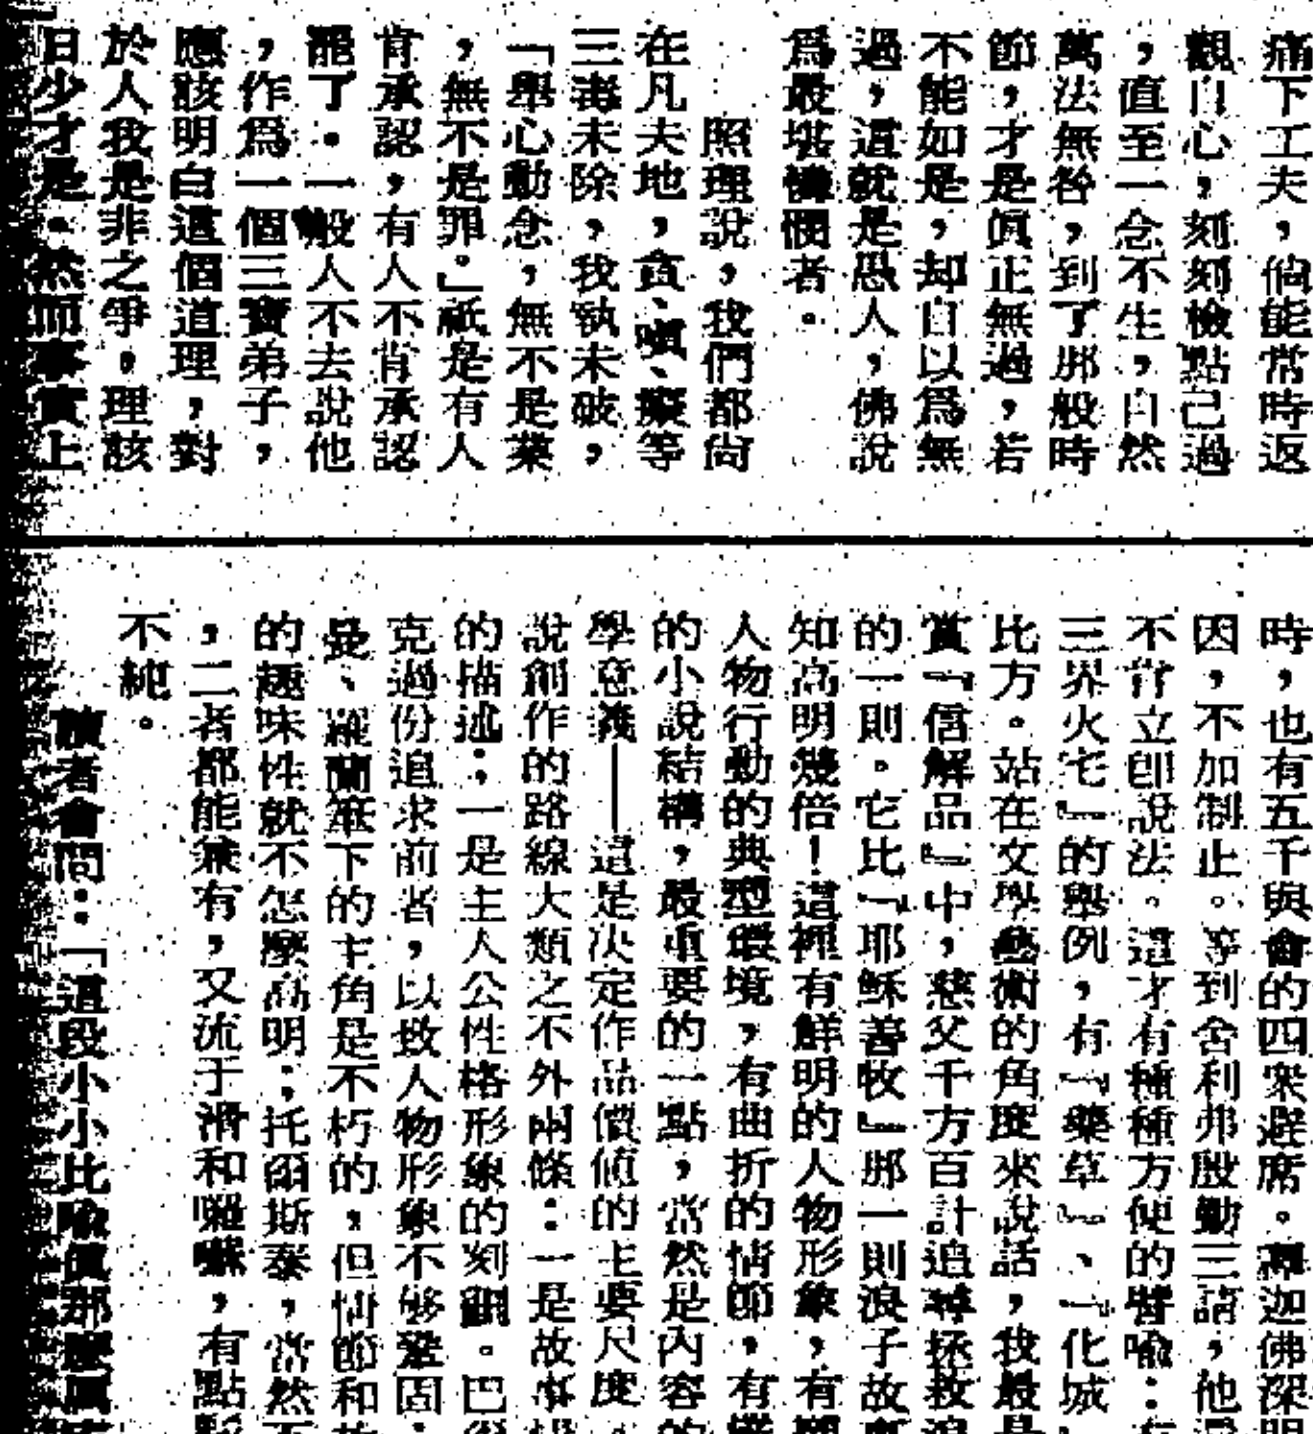 痛下工夫,倘能常時返
觀自心,刻刻檢點己過
,直至一念不生,自然
萬法無咎,到了那般時
節,才是眞正無過,若
不能如是,却自以爲無
過,這就是愚人,佛說
爲最堪憐憫者。
照理說,我們都尙
在凡夫地,貪、嗔、癡等
三毒未除,我執未破,
「舉心動念,無不是業
,無不是罪。」祇是有人
肯承認,有人不肯承認
罷了.一般人不去說他
,作爲一個三寶弟子,
應該明白這個道理,對
於人我是非之爭,理該
日少才是.然而事實上
時,也有五千與會的四衆避席。釋迦佛深明
因,不加制止。等到舍利弗殷勤三請,他還
不肯立卽說法。這才有種種方便的譬喻:有
三界火宅』的舉例,有『藥草』、『化城』
比方。站在文學藝術的角度來說話,我最是
賞『信解品』中,慈父千方百計追尋拯救浪
的一則。它比『耶穌善牧』那一則浪子故事
知高明幾倍!這裡有鮮明的人物形象,有
人物行動的典型環境,有曲折的情節,有
的小說結構,最重要的一點,當然是內容的
學意義——這是决定作品價値的主要尺度
說創作的路線大類之不外兩條:一是故事
的描述;一是主人公性格形象的刻劃。巴
克過份追求前者,以致人物形象不够鞏固;
曼、羅蘭筆下的主角是不朽的,但情節和故
的趣味性就不怎麼高明;托爾斯泰,當然不
,二者都能兼有,又流于滑和囉囌,有點
不純。
讀者會問:「這段小小比喻值那麼